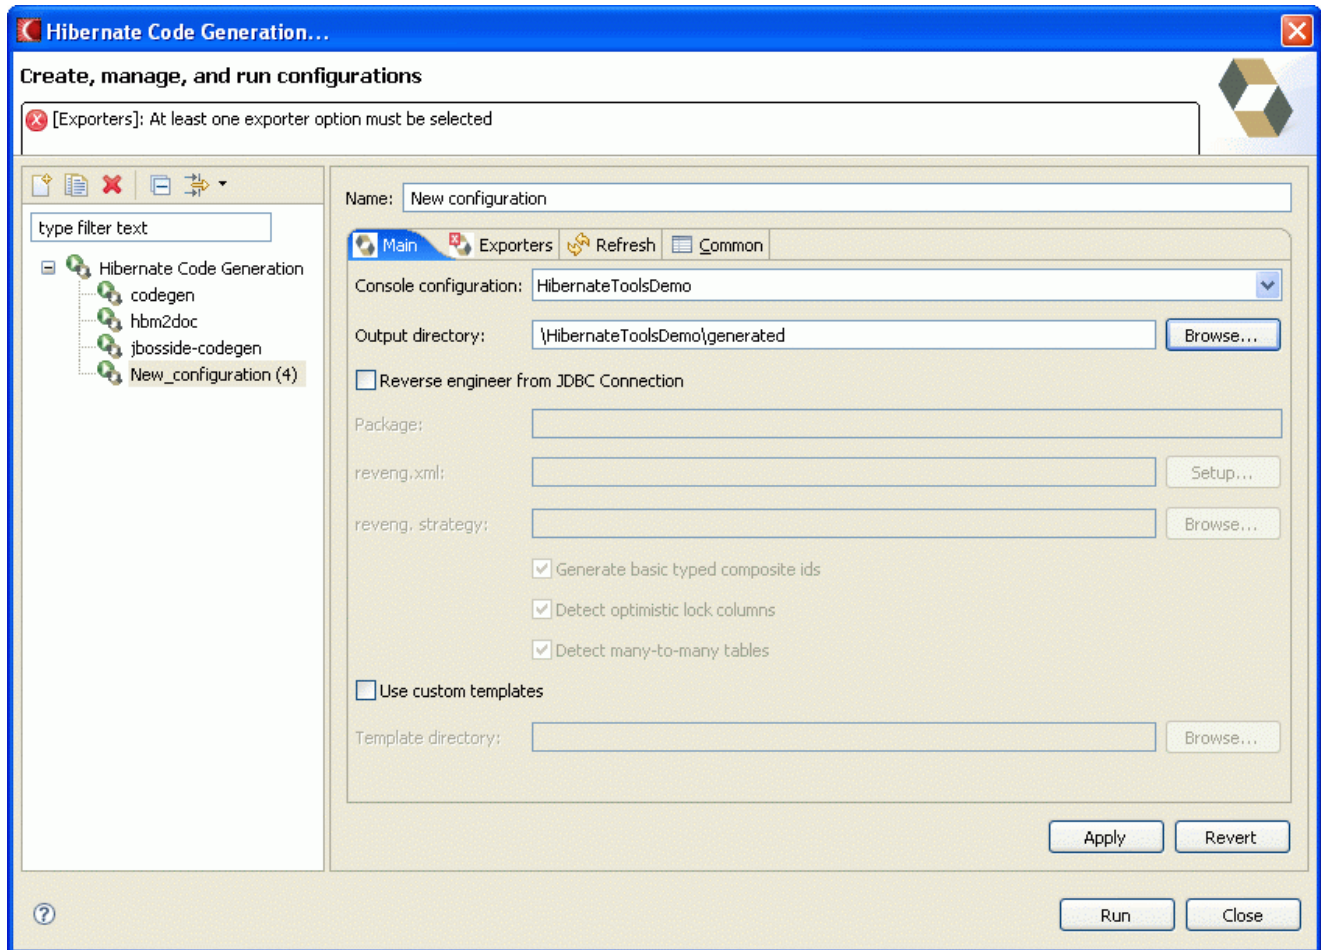 Hibernate Code Generation...
Create, manage, and run configurations
[Exporters]: At least one exporter option must be selected
type filter text
Hibernate Code Generation
codegen
hbm2doc
jbosside-codegen
New_configuration (4)
Name: New configuration
Main Exporters Refresh Common
Console configuration: HibernateToolsDemo
Output directory: \HibernateToolsDemo\generated Browse...
Reverse engineer from JDBC Connection
Package:
reveng.xml: Setup...
reveng. strategy: Browse...
Generate basic typed composite ids
Detect optimistic lock columns
Detect many-to-many tables
Use custom templates
Template directory: Browse...
Apply Revert
Run Close